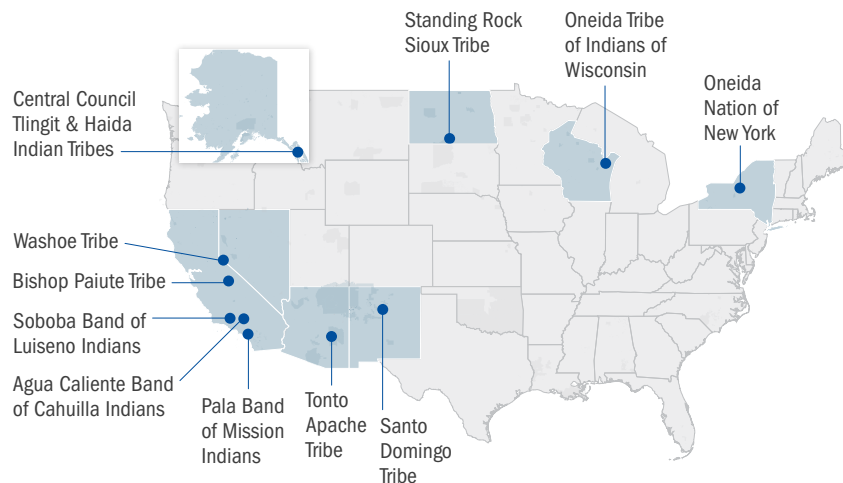 Standing Rock
Sioux Tribe
Oneida Tribe
of Indians of
Wisconsin
Oneida
Nation of
New York
Central Council
Tlingit & Haida
Indian Tribes
Washoe Tribe
Bishop Paiute Tribe
Soboba Band of
Luiseno Indians
Agua Caliente Band
of Cahuilla Indians
Pala Band
of Mission
Indians
Tonto
Apache
Tribe
Santo
Domingo
Tribe